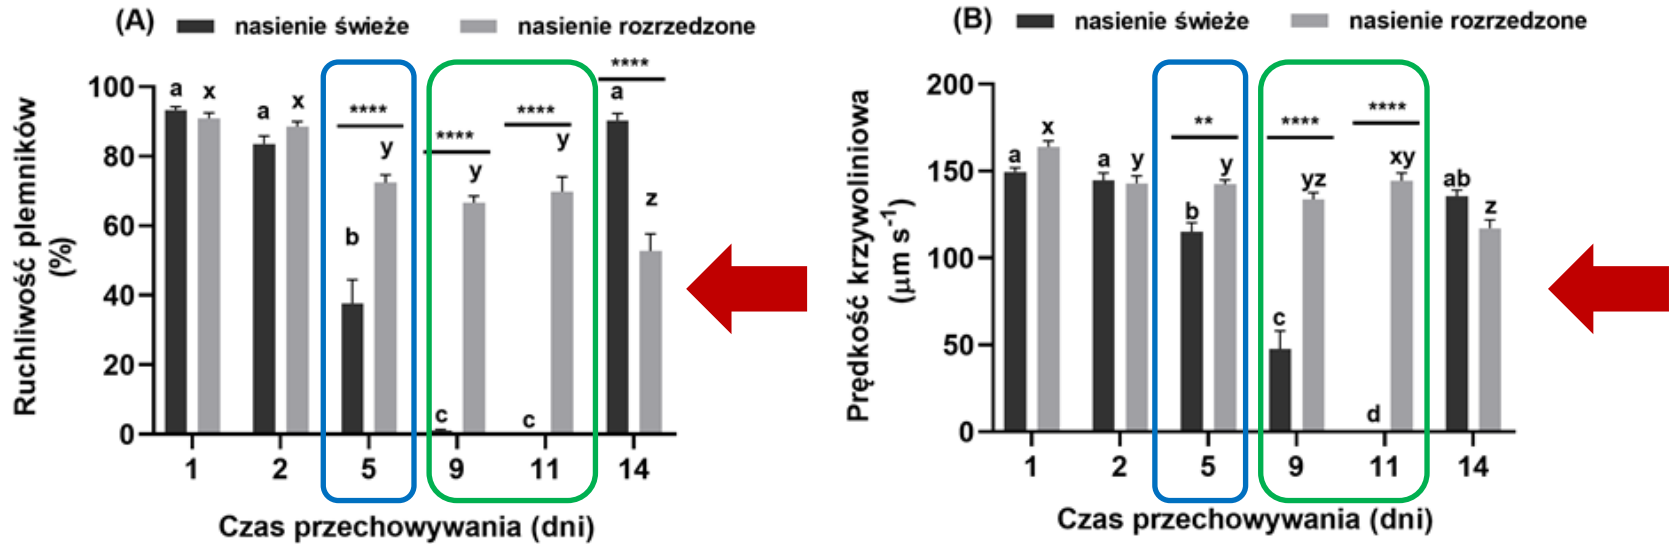 (A) nasienie świeże nasienie rozrzedzone
Ruchliwość plemników
(%)
100
80
60
40
20
0
a x a x **** b y **** c y **** c y **** a z
1 2 5 9 11 14
Czas przechowywania (dni)
(B) nasienie świeże nasienie rozrzedzone
Prędkość krzywoliniowa
(μm s-1)
200
150
100
50
0
a x a y ** b y **** c yz **** d xy ab z
1 2 5 9 11 14
Czas przechowywania (dni)